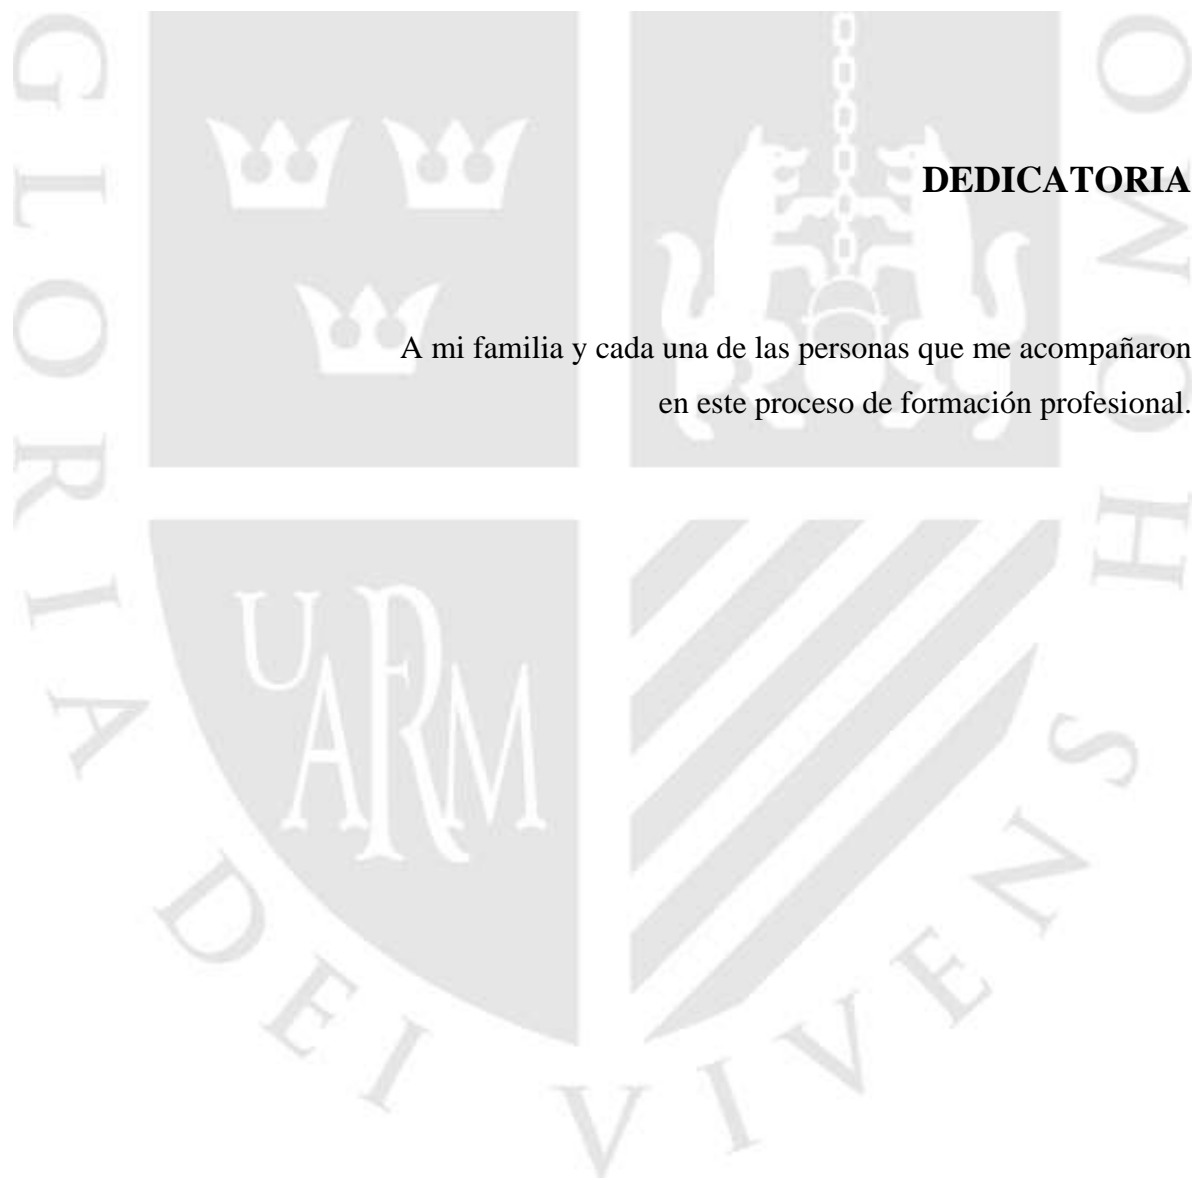 DEDICATORIA
A mi familia y cada una de las personas que me acompañaron
en este proceso de formación profesional.
GLORIA DEI VIVENS HOMO
UARM